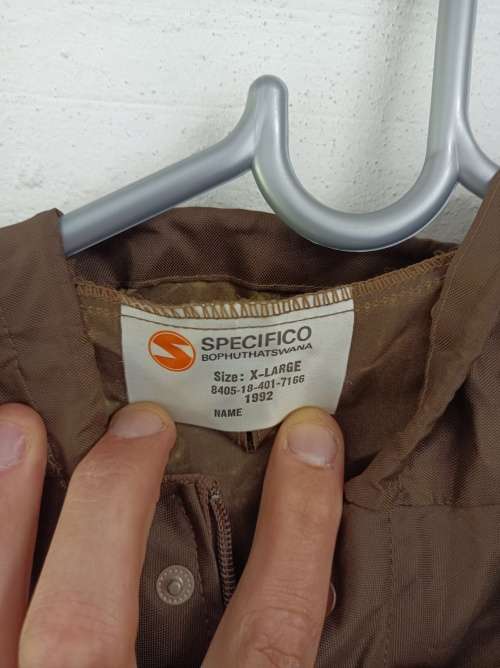 SPECIFICO
BOPHUTHATSWANA
Size: X-LARGE
8405-18-401-7166
1992
NAME